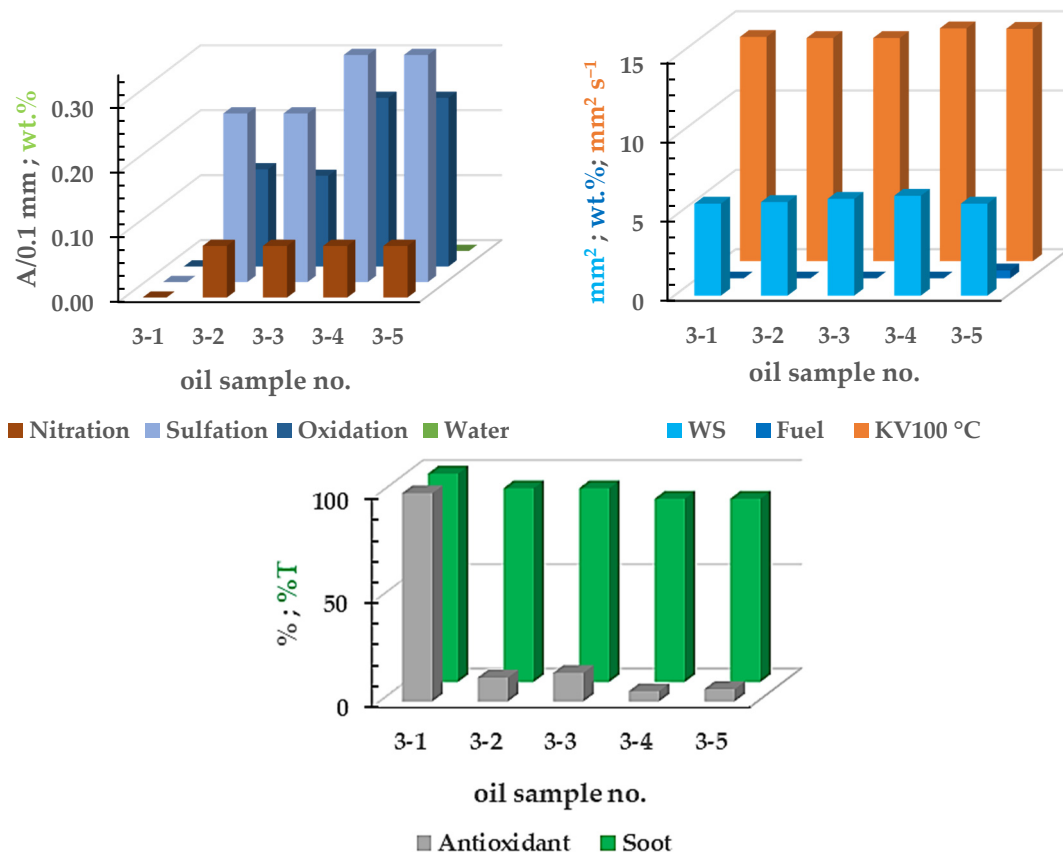 A/0.1 mm ; wt.%
0.30
0.20
0.10
0.00
3-1 3-2 3-3 3-4 3-5
oil sample no.
Nitration Sulfation Oxidation Water
mm² ; wt.%; mm² s⁻¹
15
10
5
0
3-1 3-2 3-3 3-4 3-5
oil sample no.
WS Fuel KV100 °C
% ; %T
100
50
0
3-1 3-2 3-3 3-4 3-5
oil sample no.
Antioxidant Soot